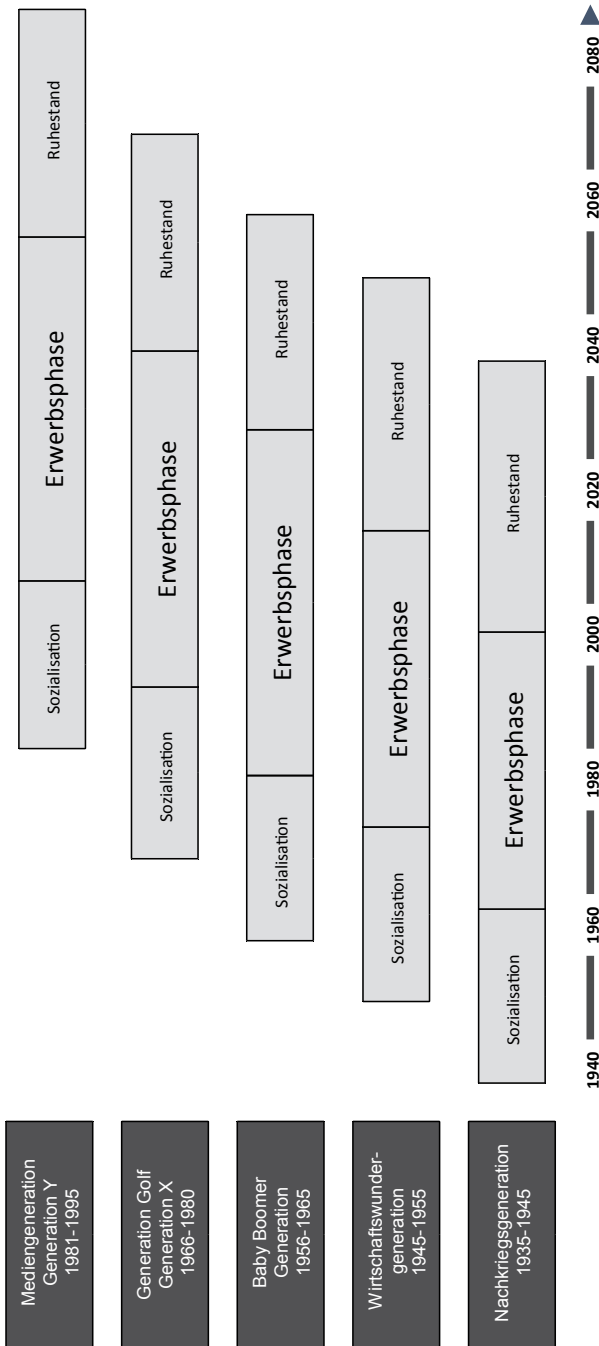 Mediengeneration
Generation Y
1981-1995
Sozialisation
Erwerbsphase
Ruhestand
Generation Golf
Generation X
1966-1980
Sozialisation
Erwerbsphase
Ruhestand
Baby Boomer
Generation
1956-1965
Sozialisation
Erwerbsphase
Ruhestand
Wirtschaftswunder-
generation
1945-1955
Sozialisation
Erwerbsphase
Ruhestand
Nachkriegsgeneration
1935-1945
Sozialisation
Erwerbsphase
Ruhestand
1940
1960
1980
2000
2020
2040
2060
2080